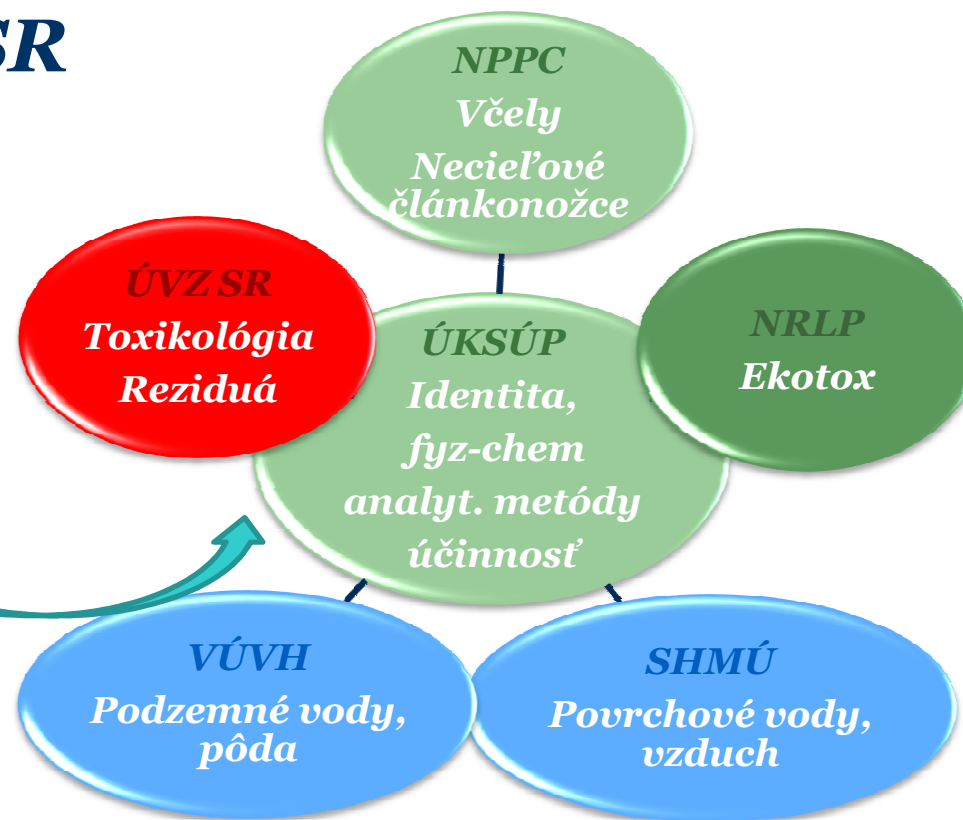 SR
NPPC
Včely
Necieľové
článkonožce
ÚVZ SR
Toxikológia
Reziduá
ÚKSÚP
Identita,
fyz-chem
analyt. metódy
účinnosť
NRLP
Ekotox
VÚVH
Podzemné vody,
pôda
SHMÚ
Povrchové vody,
vzduch